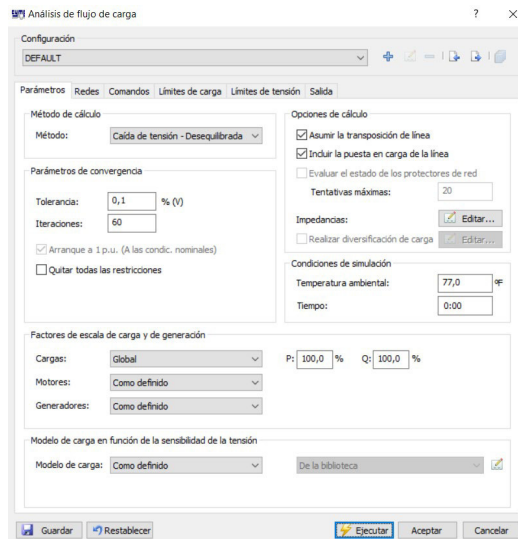 Análisis de flujo de carga
? X
Configuración
DEFAULT
Parámetros Redes Comandos Límites de carga Límites de tensión Salida
Método de cálculo
Método: Caída de tensión - Desequilibrada
Parámetros de convergencia
Tolerancia: 0,1 % (V)
Iteraciones: 60
Arranque a 1 p.u. (A las condic. nominales)
Quitar todas las restricciones
Opciones de cálculo
Asumir la transposición de línea
Incluir la puesta en carga de la línea
Evaluar el estado de los protectores de red
Tentativas máximas: 20
Impedancias: Editar...
Realizar diversificación de carga Editar...
Condiciones de simulación
Temperatura ambiental: 77,0 ºF
Tiempo: 0:00
Factores de escala de carga y de generación
Cargas: Global P: 100,0 % Q: 100,0 %
Motores: Como definido
Generadores: Como definido
Modelo de carga en función de la sensibilidad de la tensión
Modelo de carga: Como definido De la biblioteca
Guardar Restablecer Ejecutar Aceptar Cancelar